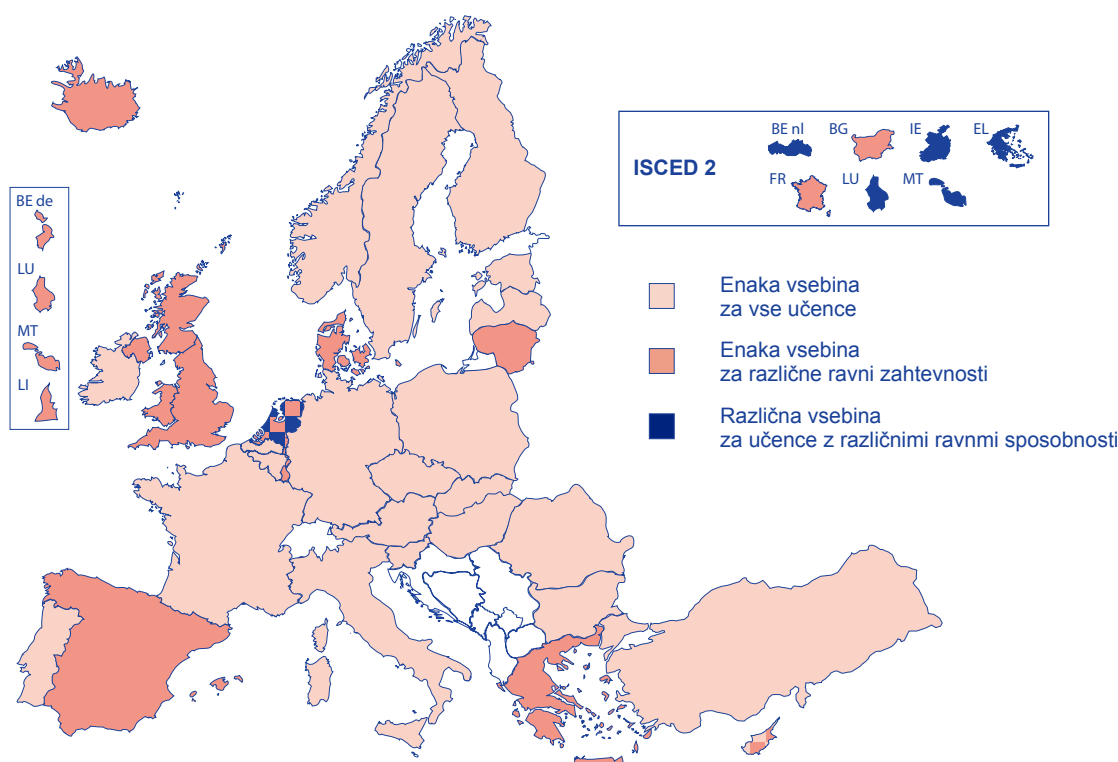 BE de
LU
MT
LI
ISCED 2
BE nl BG IE EL
FR LU MT
Enaka vsebina
za vse učence
Enaka vsebina
za različne ravni zahtevnosti
Različna vsebina
za učence z različnimi ravnmi sposobnosti